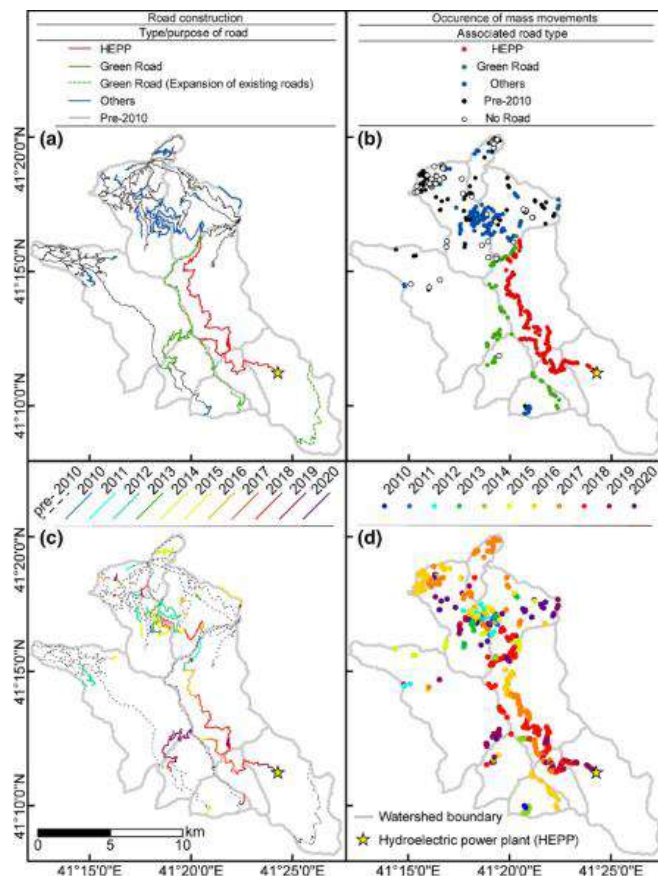 Road construction
Type/purpose of road
HEPP
Green Road
Green Road (Expansion of existing roads)
Others
Pre-2010
Occurence of mass movements
Associated road type
HEPP
Green Road
Others
Pre-2010
No Road
(a)
(b)
41°20'0"N
41°15'0"N
41°10'0"N
pre-2010
2010
2011
2012
2013
2014
2015
2016
2017
2018
2019
2020
2010
2011
2012
2013
2014
2015
2016
2017
2018
2019
2020
(c)
(d)
41°20'0"N
41°15'0"N
41°10'0"N
0 5 10
km
Watershed boundary
Hydroelectric power plant (HEPP)
41°15'0"E 41°20'0"E 41°25'0"E
41°15'0"E 41°20'0"E 41°25'0"E